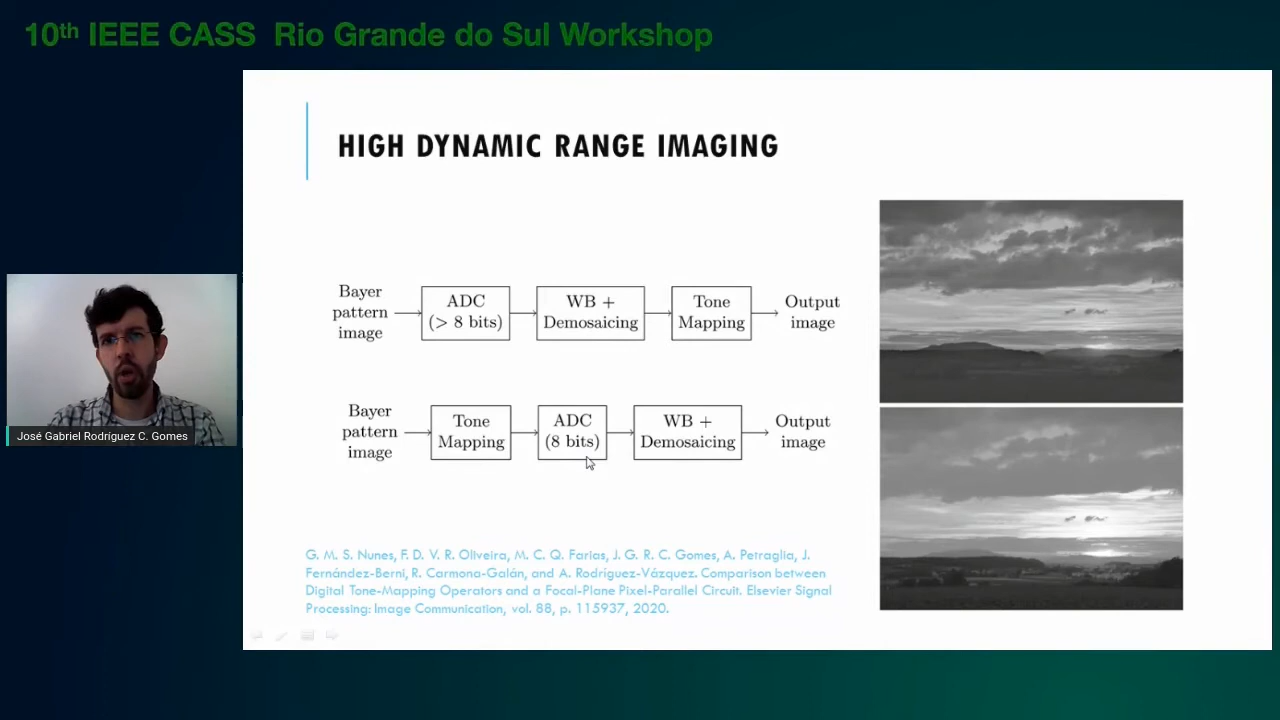 10th IEEE CASS Rio Grande do Sul Workshop
HIGH DYNAMIC RANGE IMAGING
Bayer
pattern
image
ADC
(> 8 bits)
WB +
Demosaicing
Tone
Mapping
Output
image
Bayer
pattern
image
Tone
Mapping
ADC
(8 bits)
WB +
Demosaicing
Output
image
José Gabriel Rodríguez C. Gomes
G. M. S. Nunes, F. D. V. R. Oliveira, M. C. Q. Farias, J. G. R. C. Gomes, A. Petraglia, J.
Fernández-Berni, R. Carmona-Galán, and A. Rodríguez-Vázquez. Comparison between
Digital Tone-Mapping Operators and a Focal-Plane Pixel-Parallel Circuit. Elsevier Signal
Processing: Image Communication, vol. 88, p. 115937, 2020.